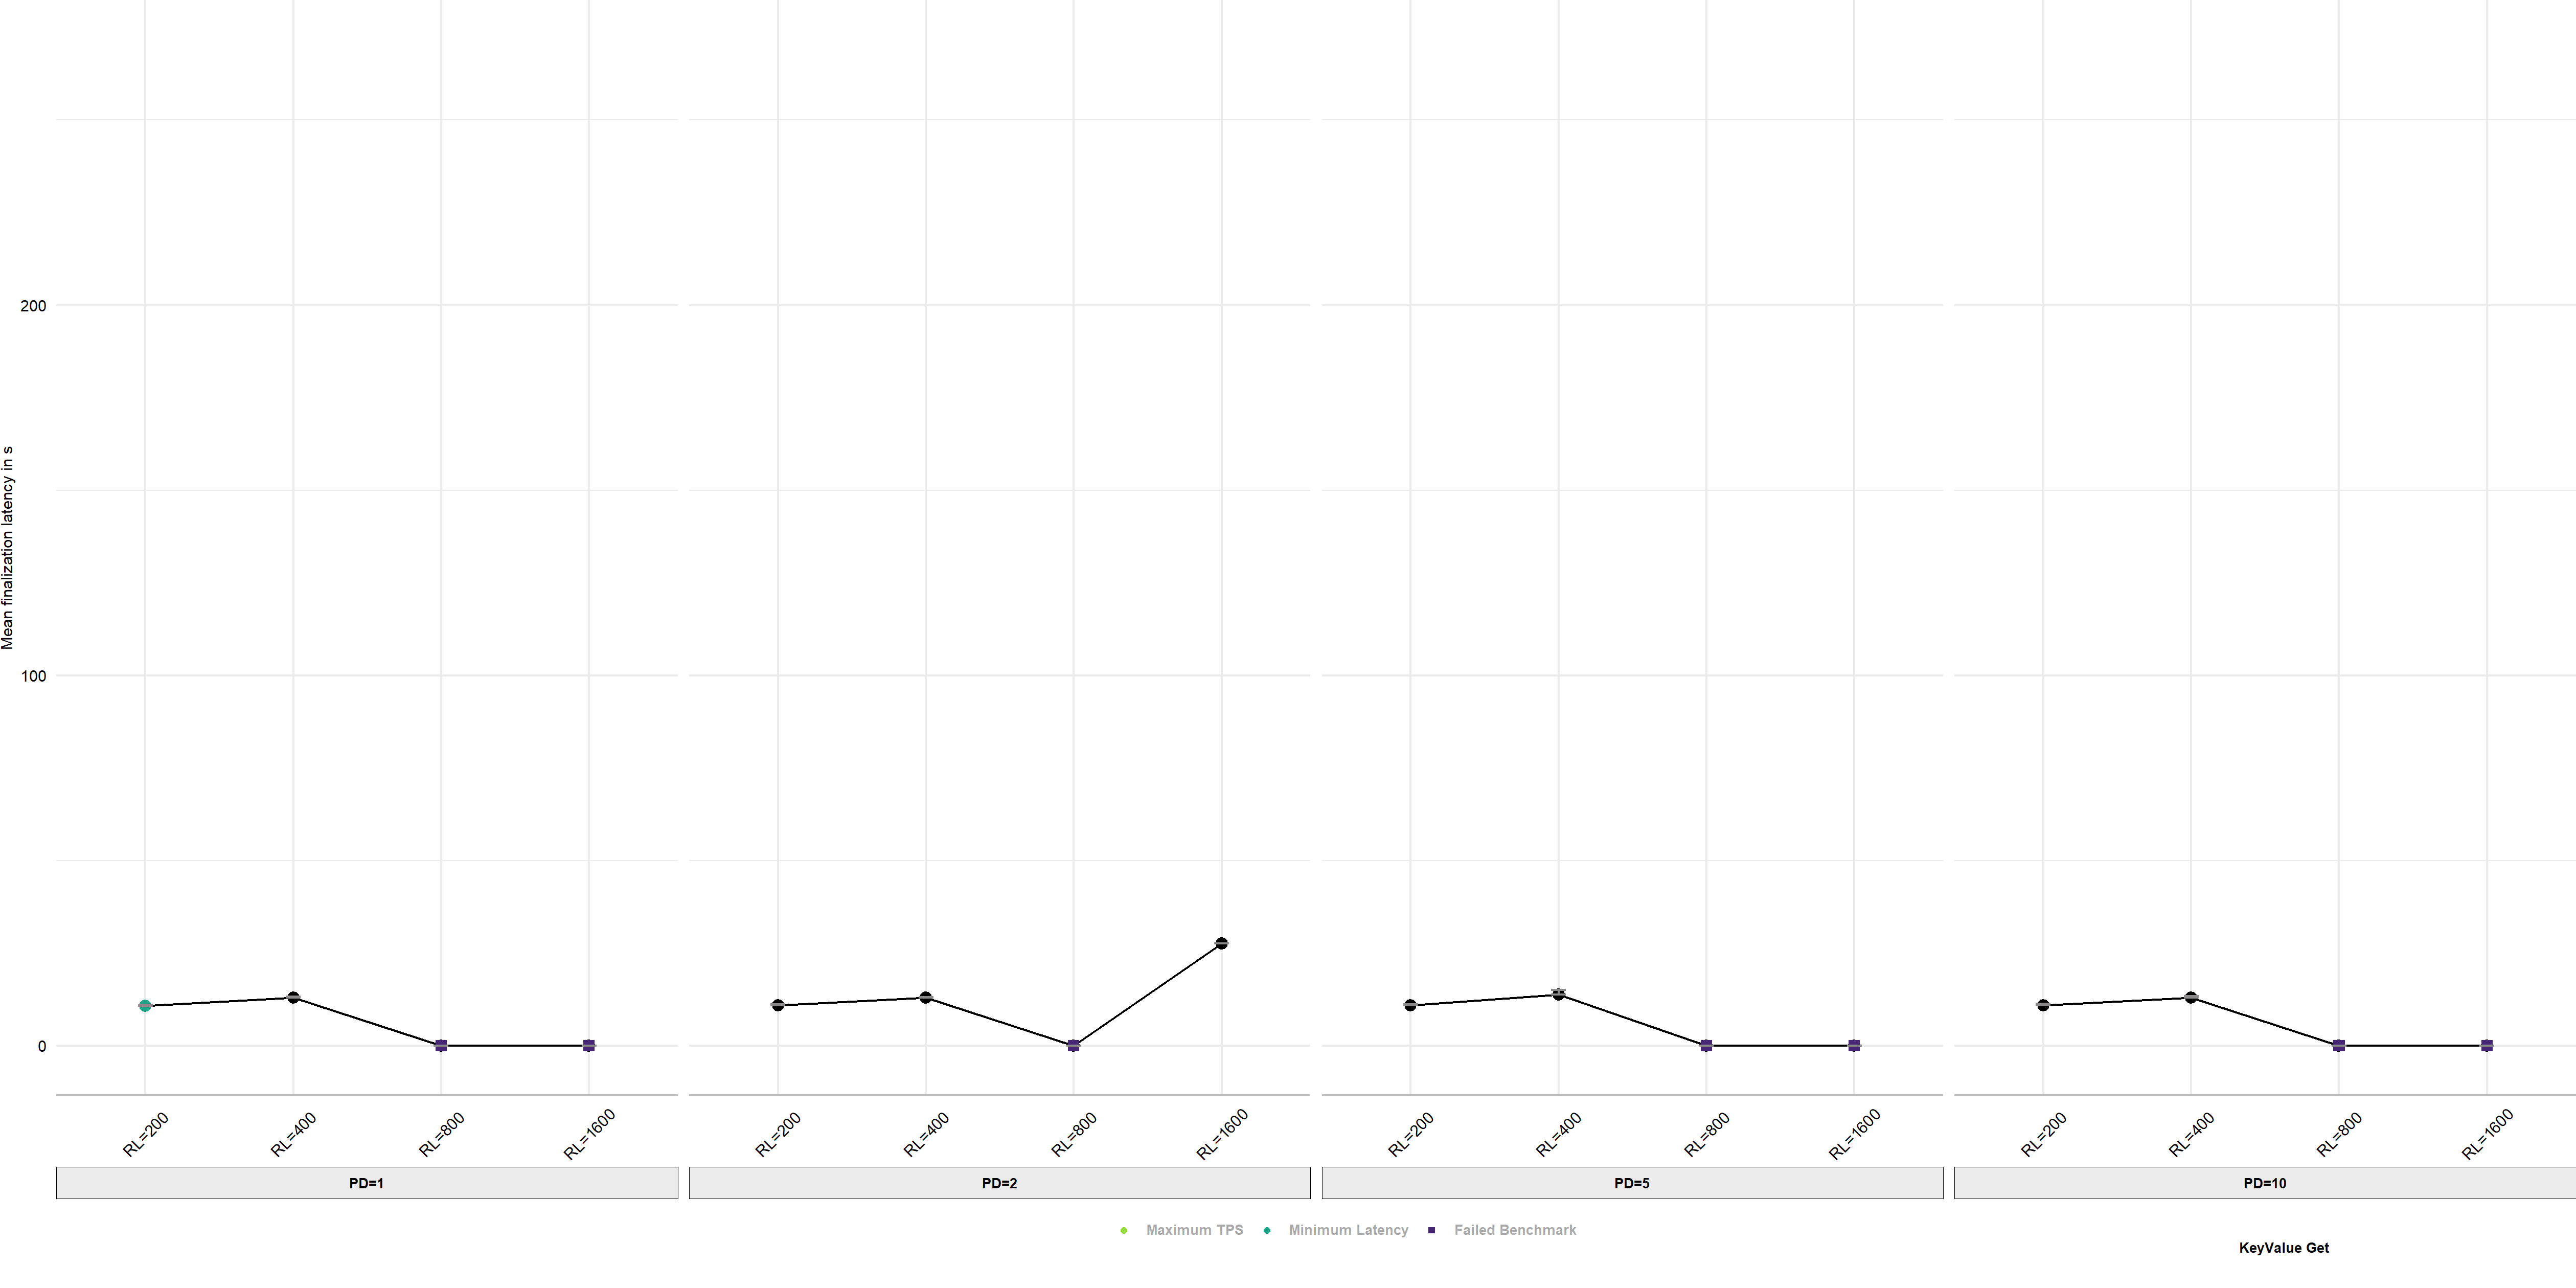 200
100
0
Mean finalization latency in s
RL=200 RL=400 RL=800 RL=1600 RL=200 RL=400 RL=800 RL=1600 RL=200 RL=400 RL=800 RL=1600 RL=200 RL=400 RL=800 RL=1600
PD=1 PD=2 PD=5 PD=10
Maximum TPS Minimum Latency Failed Benchmark
KeyValue Get